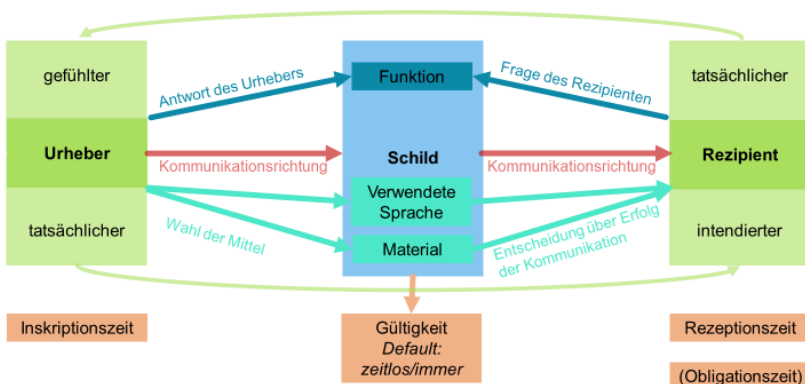 gefühlter
Urheber
tatsächlicher
Antwort des Urhebers
Kommunikationsrichtung
Wahl der Mittel
Funktion
Schild
Verwendete
Sprache
Material
Frage des Rezipienten
Kommunikationsrichtung
Entscheidung über Erfolg
der Kommunikation
tatsächlicher
Rezipient
intendierter
Inskriptionszeit
Gültigkeit
Default:
zeitlos/immer
Rezeptionszeit
(Obligationszeit)